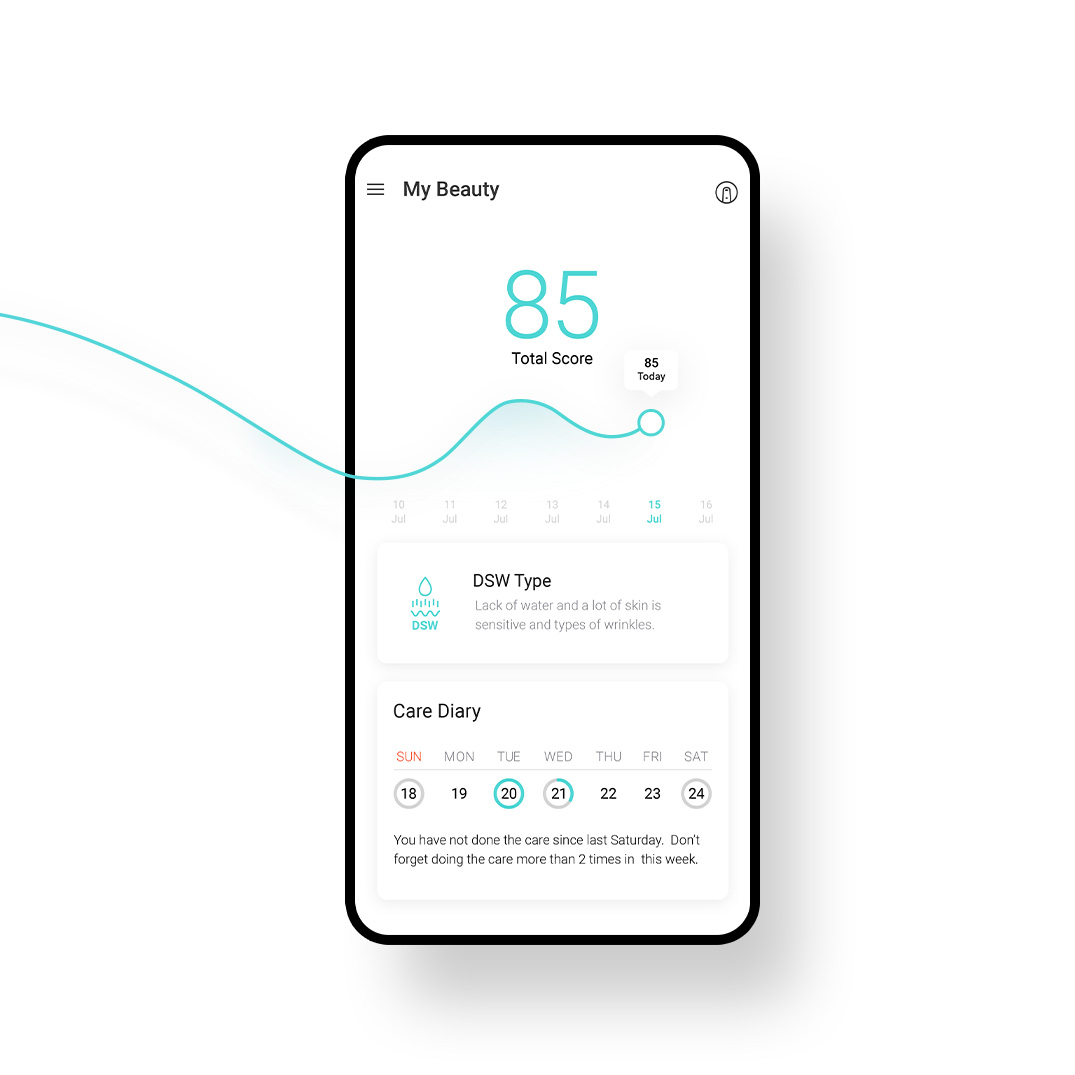 My Beauty
85
Total Score
85
Today
10 11 12 13 14 15 16
Jul Jul Jul Jul Jul Jul Jul
DSW
DSW Type
Lack of water and a lot of skin is
sensitive and types of wrinkles.
Care Diary
SUN MON TUE WED THU FRI SAT
18 19 20 21 22 23 24
You have not done the care since last Saturday. Don't
forget doing the care more than 2 times in this week.